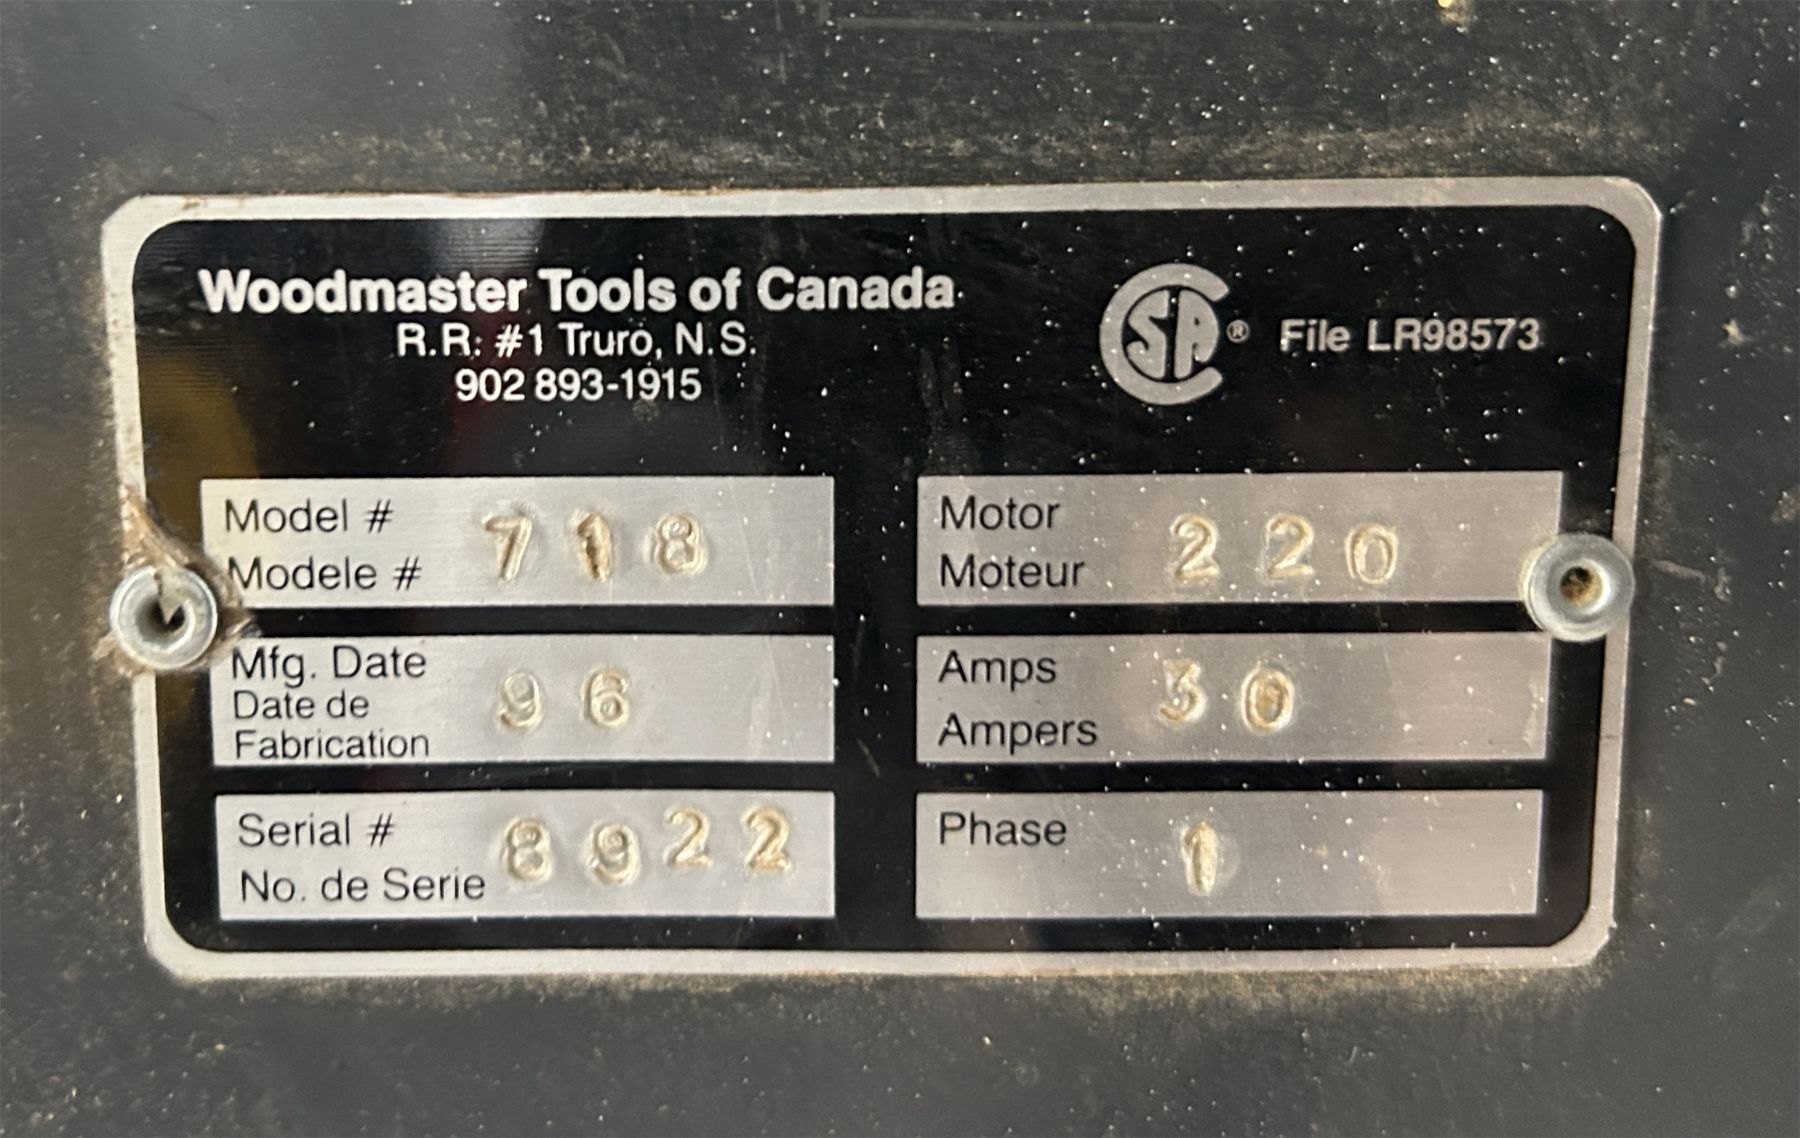 Woodmaster Tools of Canada
R.R. #1 Truro, N.S.
902 893-1915
CSA ® File LR98573
Model # Modele # 718
Motor Moteur 220
Mfg. Date Date de Fabrication 96
Amps Ampers 30
Serial # No. de Serie 8922
Phase 1